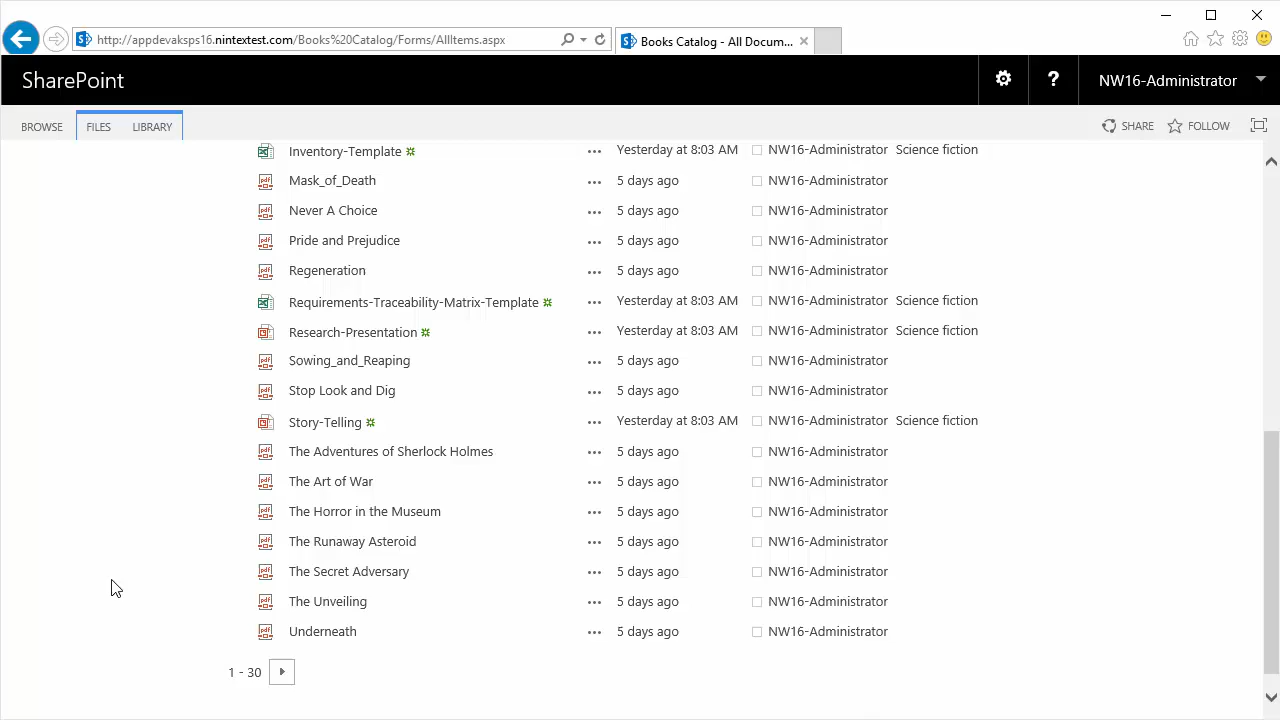 http://appdevaksps16.nintextest.com/Books%20Catalog/Forms/AllItems.aspx
Books Catalog - All Docum...
SharePoint
NW16-Administrator
BROWSE FILES LIBRARY SHARE FOLLOW
Inventory-Template ... Yesterday at 8:03 AM NW16-Administrator Science fiction
Mask_of_Death ... 5 days ago NW16-Administrator
Never A Choice ... 5 days ago NW16-Administrator
Pride and Prejudice ... 5 days ago NW16-Administrator
Regeneration ... 5 days ago NW16-Administrator
Requirements-Traceability-Matrix-Template ... Yesterday at 8:03 AM NW16-Administrator Science fiction
Research-Presentation ... Yesterday at 8:03 AM NW16-Administrator Science fiction
Sowing_and_Reaping ... 5 days ago NW16-Administrator
Stop Look and Dig ... 5 days ago NW16-Administrator
Story-Telling ... Yesterday at 8:03 AM NW16-Administrator Science fiction
The Adventures of Sherlock Holmes ... 5 days ago NW16-Administrator
The Art of War ... 5 days ago NW16-Administrator
The Horror in the Museum ... 5 days ago NW16-Administrator
The Runaway Asteroid ... 5 days ago NW16-Administrator
The Secret Adversary ... 5 days ago NW16-Administrator
The Unveiling ... 5 days ago NW16-Administrator
Underneath ... 5 days ago NW16-Administrator
1 - 30